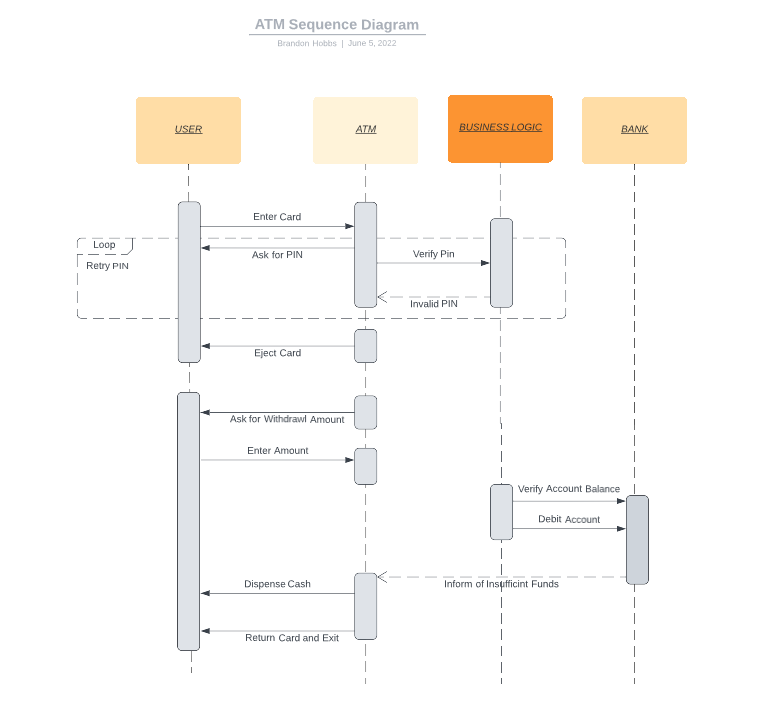 ATM Sequence Diagram
Brandon Hobbs | June 5, 2022
USER
ATM
BUSINESS LOGIC
BANK
Enter Card
Loop
Ask for PIN
Verify Pin
Retry PIN
Invalid PIN
Eject Card
Ask for Withdrawl Amount
Enter Amount
Verify Account Balance
Debit Account
Dispense Cash
Inform of Insufficint Funds
Return Card and Exit